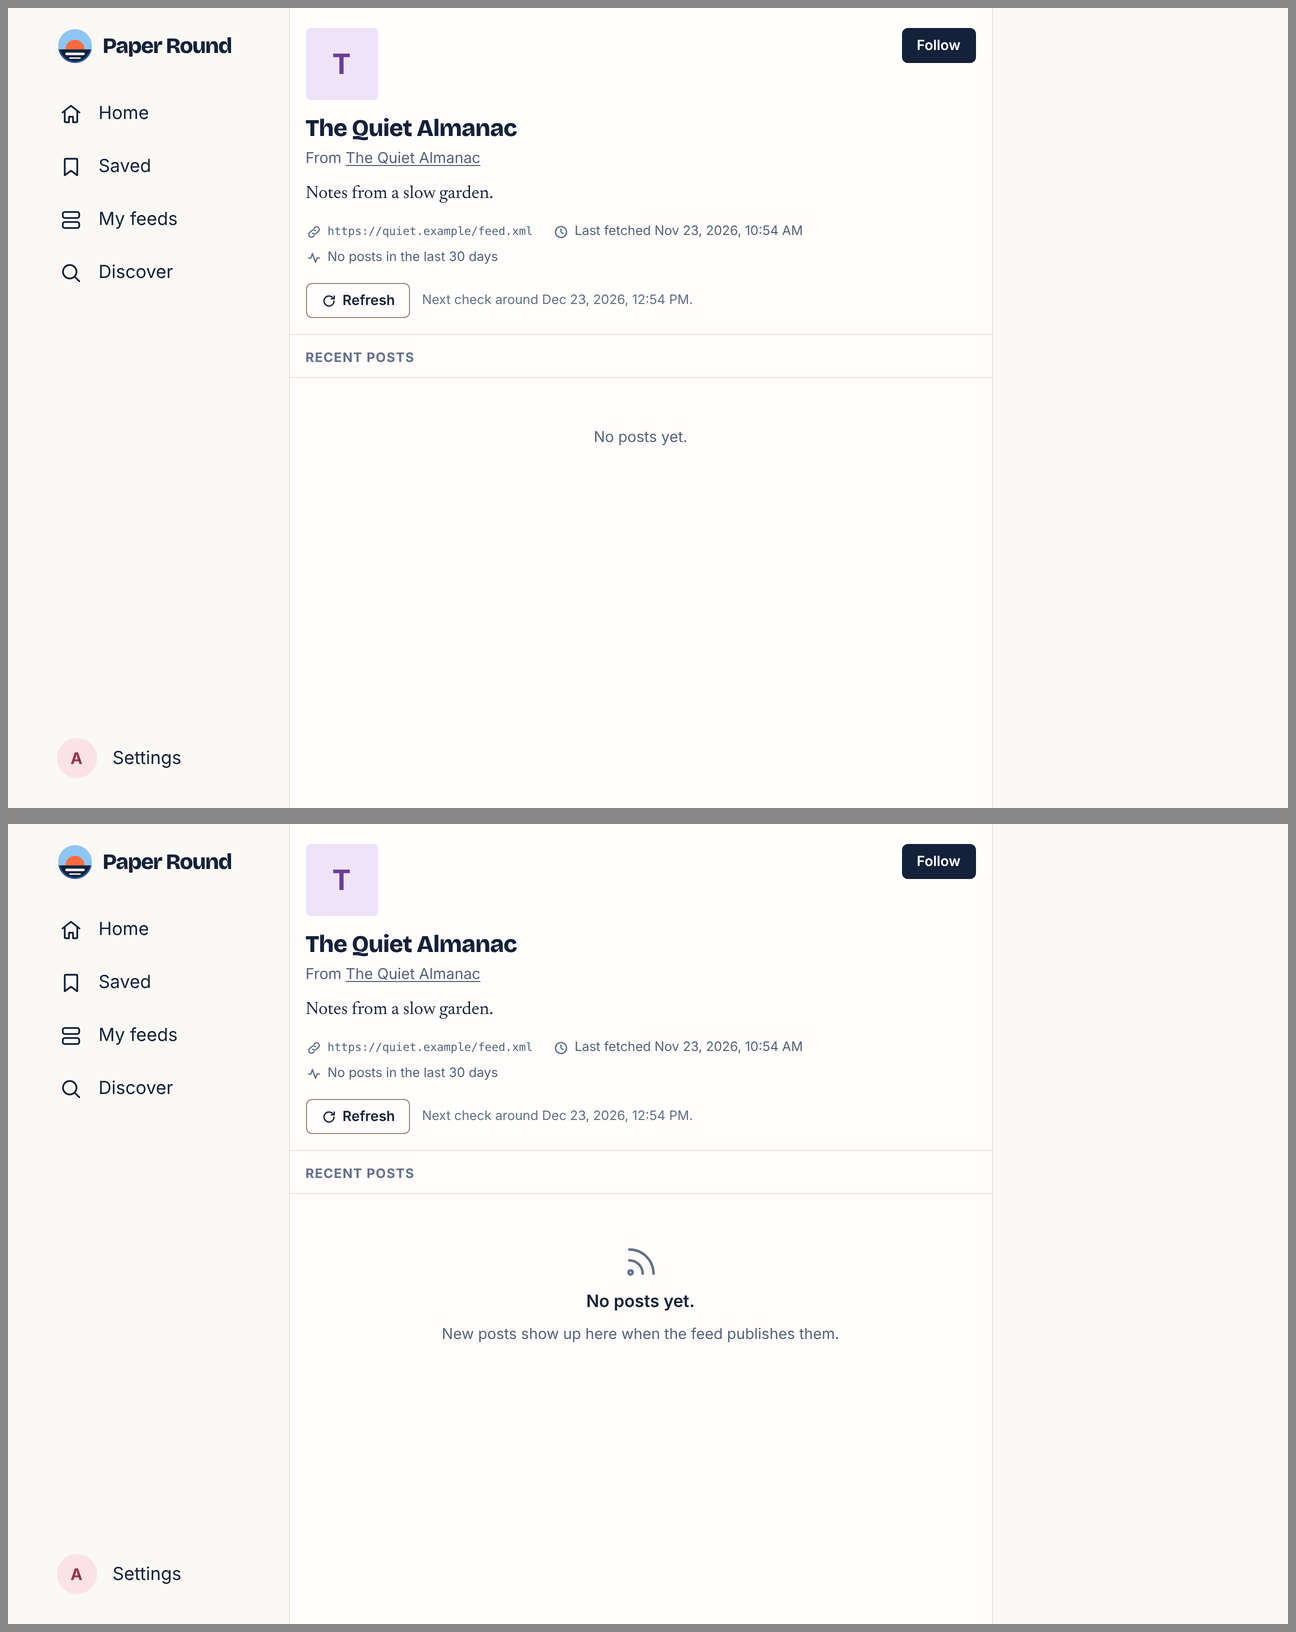 Paper Round
Home
Saved
My feeds
Discover
A Settings
T
Follow
The Quiet Almanac
From The Quiet Almanac
Notes from a slow garden.
https://quiet.example/feed.xml Last fetched Nov 23, 2026, 10:54 AM
No posts in the last 30 days
Refresh Next check around Dec 23, 2026, 12:54 PM.
RECENT POSTS
No posts yet.
Paper Round
Home
Saved
My feeds
Discover
A Settings
T
Follow
The Quiet Almanac
From The Quiet Almanac
Notes from a slow garden.
https://quiet.example/feed.xml Last fetched Nov 23, 2026, 10:54 AM
No posts in the last 30 days
Refresh Next check around Dec 23, 2026, 12:54 PM.
RECENT POSTS
No posts yet.
New posts show up here when the feed publishes them.